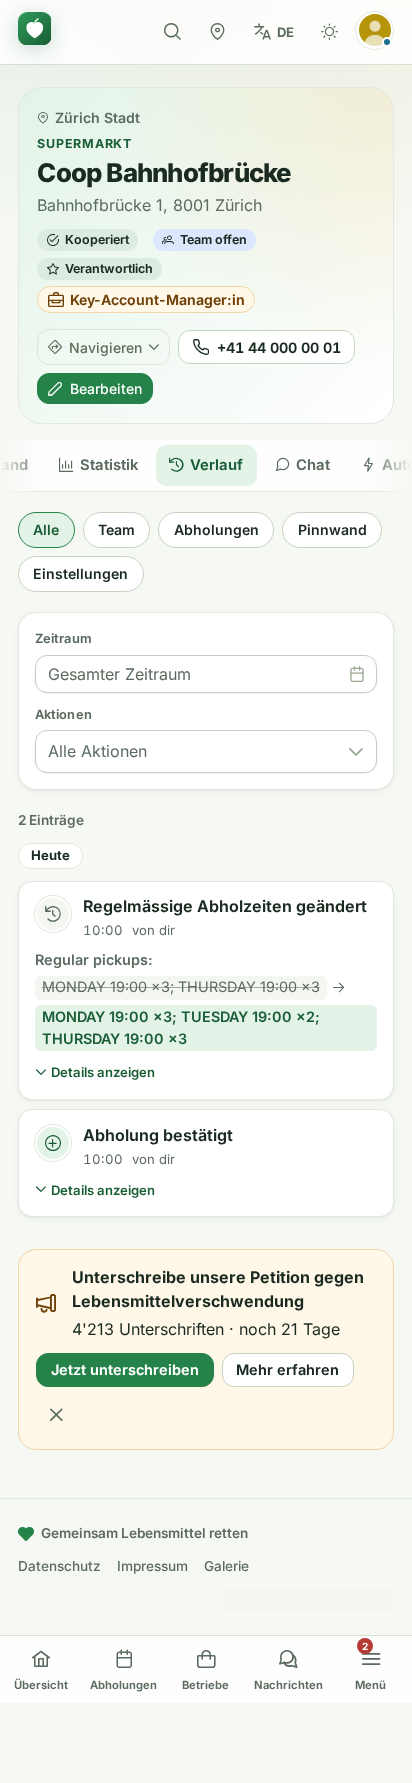 DE
Zürich Stadt
SUPERMARKT
Coop Bahnhofbrücke
Bahnhofbrücke 1, 8001 Zürich
Kooperiert Team offen
Verantwortlich
Key-Account-Manager:in
Navigieren +41 44 000 00 01
Bearbeiten
and Statistik Verlauf Chat Auto
Alle Team Abholungen Pinnwand
Einstellungen
Zeitraum
Gesamter Zeitraum
Aktionen
Alle Aktionen
2 Einträge
Heute
Regelmässige Abholzeiten geändert
10:00 von dir
Regular pickups:
MONDAY 19:00 ×3; THURSDAY 19:00 ×3 →
MONDAY 19:00 ×3; TUESDAY 19:00 ×2;
THURSDAY 19:00 ×3
Details anzeigen
Abholung bestätigt
10:00 von dir
Details anzeigen
Unterschreibe unsere Petition gegen
Lebensmittelverschwendung
4'213 Unterschriften · noch 21 Tage
Jetzt unterschreiben Mehr erfahren
Gemeinsam Lebensmittel retten
Datenschutz Impressum Galerie
2
Übersicht Abholungen Betriebe Nachrichten Menü